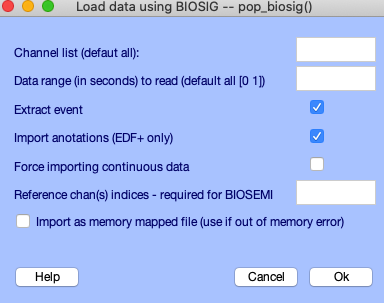 Load data using BIOSIG -- pop_biosig()
Channel list (defaut all):
Data range (in seconds) to read (default all [0 1])
Extract event
Import anotations (EDF+ only)
Force importing continuous data
Reference chan(s) indices - required for BIOSEMI
Import as memory mapped file (use if out of memory error)
Help
Cancel
Ok